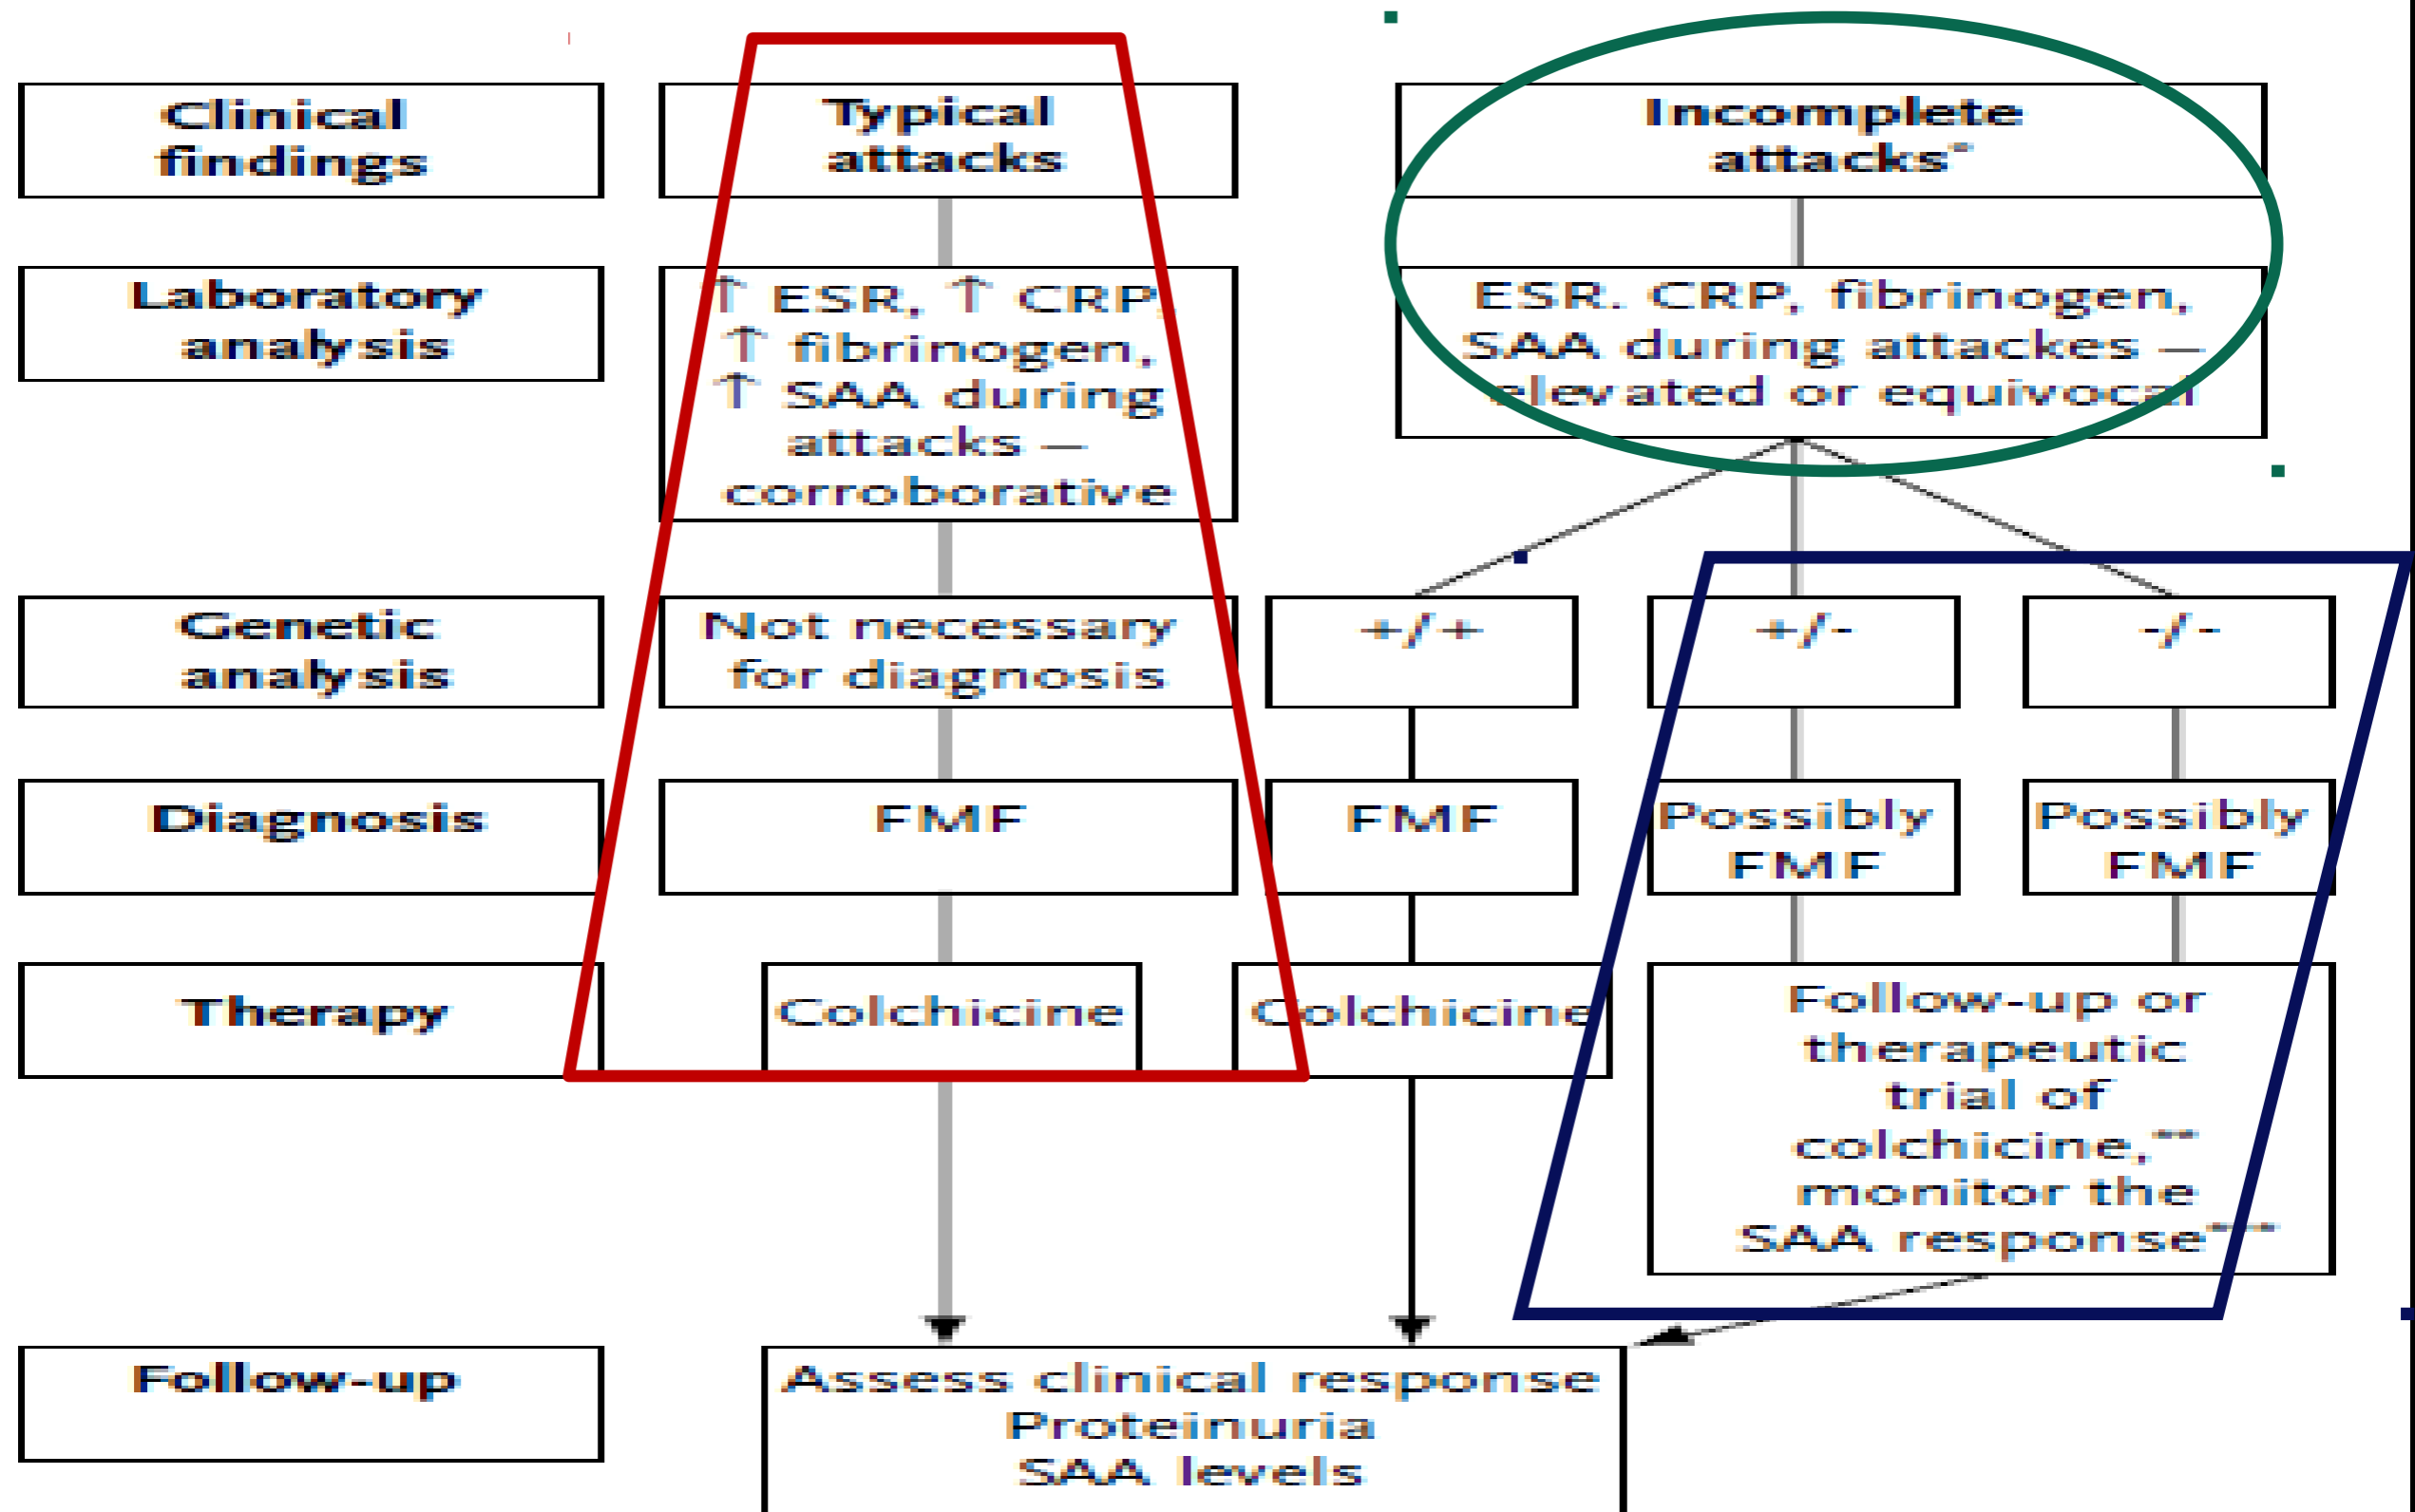 Clinical
findings
Typical
attacks
Incomplete
attacks*
Laboratory
analysis
↑ ESR, ↑ CRP,
↑ fibrinogen,
↑ SAA during
attacks —
corroborative
ESR. CRP, fibrinogen,
SAA during attackes —
elevated or equivocal
Genetic
analysis
Not necessary
for diagnosis
+/+
+/-
-/-
Diagnosis
FMF
FMF
Possibly
FMF
Possibly
FMF
Therapy
Colchicine
Colchicine
Follow-up or
therapeutic
trial of
colchicine,**
monitor the
SAA response***
Follow-up
Assess clinical response
Proteinuria
SAA levels